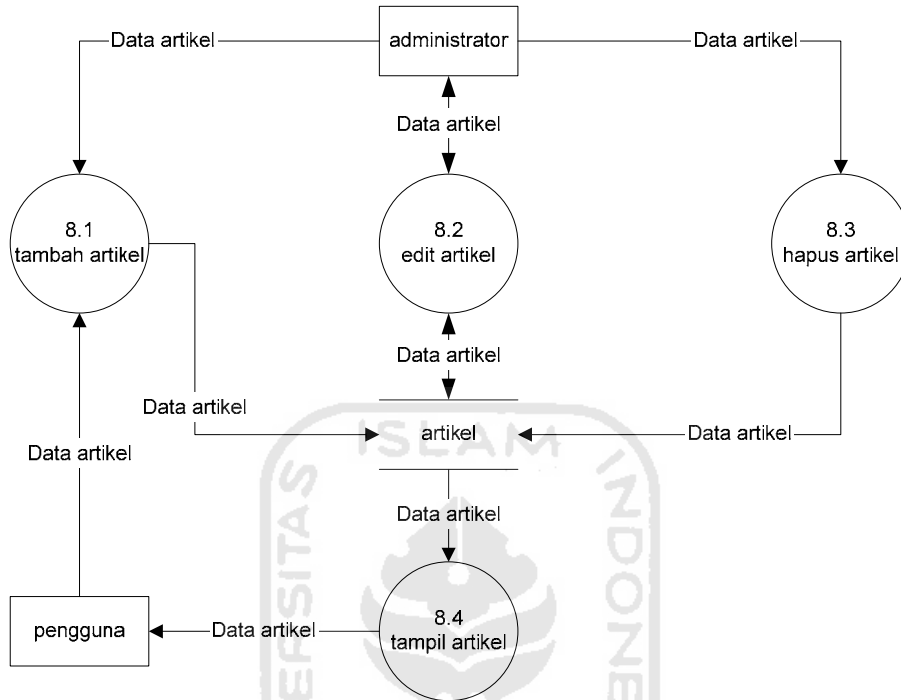 Data artikel
administrator
Data artikel
Data artikel
8.1
tambah artikel
8.2
edit artikel
8.3
hapus artikel
Data artikel
Data artikel
artikel
Data artikel
Data artikel
Data artikel
pengguna
Data artikel
8.4
tampil artikel
ISLAM